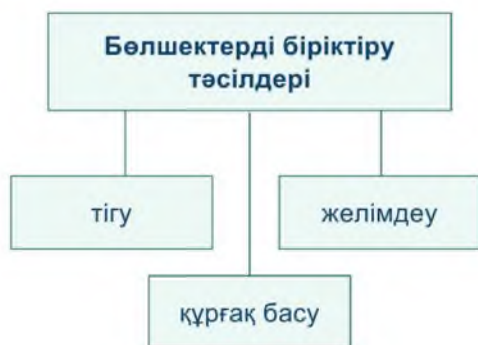 Бөлшектерді біріктіру
тәсілдері
тігу
желімдеу
құрғақ басу